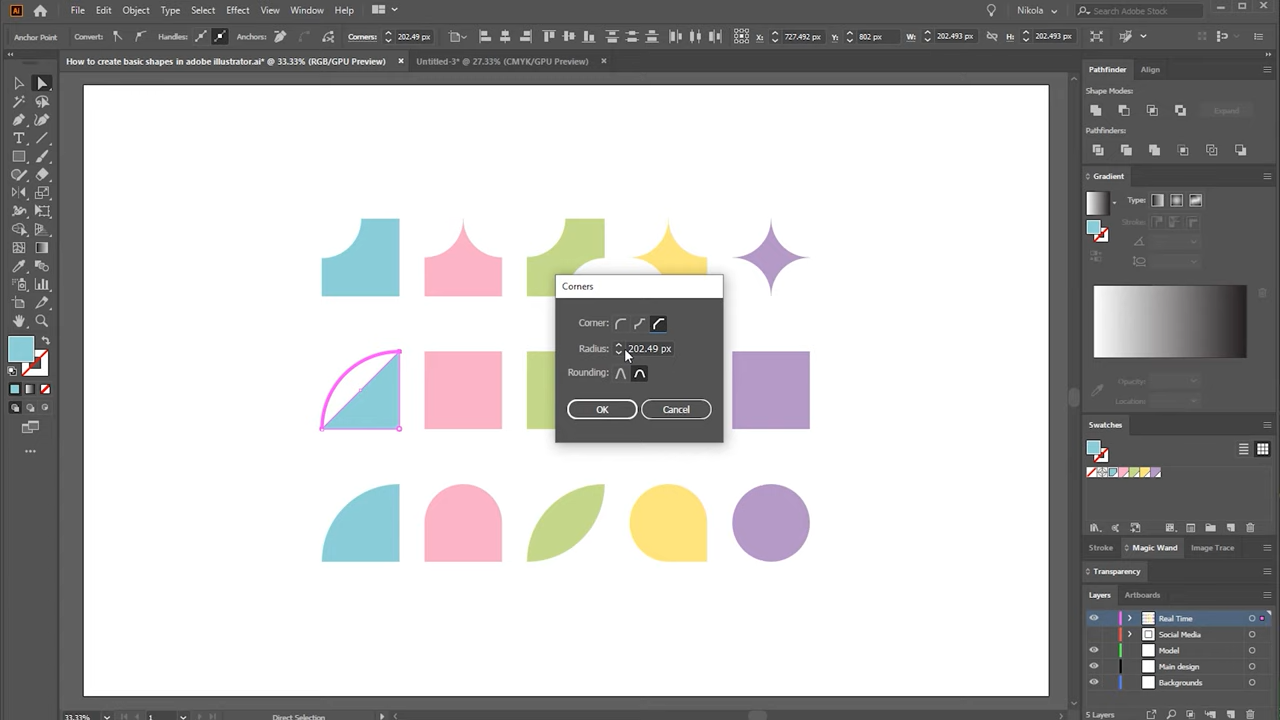 Ai File Edit Object Type Select Effect View Window Help Nikola Search Adobe Stock
Anchor Point Convert: Handles: Anchors: Corners: 202.49 px X: 727.492 px Y: 802 px W: 202.493 px H: 202.493 px
How to create basic shapes in adobe illustrator.ai* @ 33.33% (RGB/GPU Preview) × Untitled-3* @ 27.33% (CMYK/GPU Preview) ×
Pathfinder Align
Shape Modes:
Expand
Pathfinders:
Gradient
Type:
Stroke:
Opacity:
Location:
Swatches
Stroke Magic Wand Image Trace
Transparency
Layers Artboards
Real Time
Social Media
Model
Main design
Backgrounds
5 Layers
Corners
Corner:
Radius: 202.49 px
Rounding:
OK Cancel
33.33% 1 Direct Selection